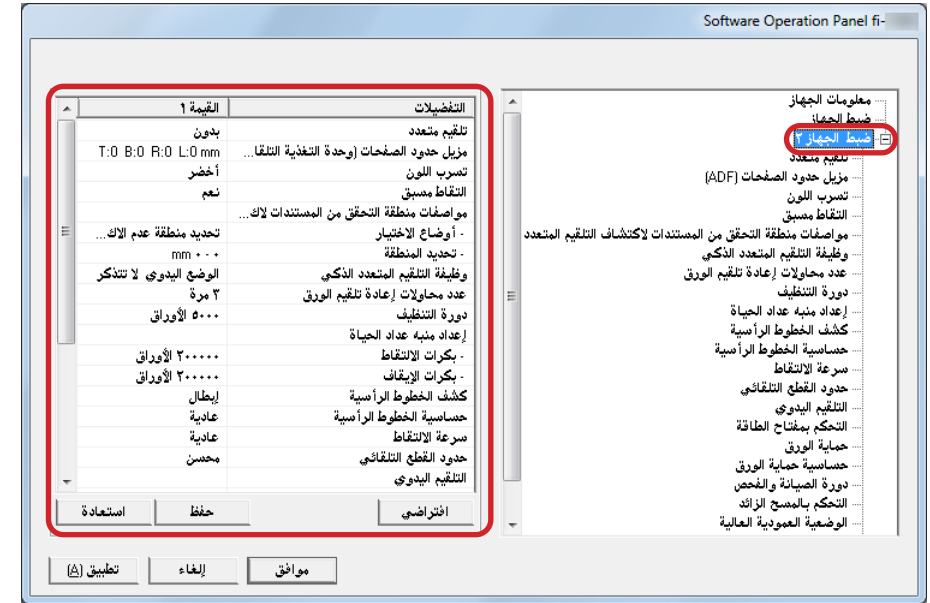 Software Operation Panel fi-
معلومات الجهاز
ضبط الجهاز
ضبط الجهاز ٢
تلقيم متعدد
مزيل حدود الصفحات (ADF)
تسرب اللون
التقاط مسبق
مواصفات منطقة التحقق من المستندات لاكتشاف التلقيم المتعدد
وظيفة التلقيم المتعدد الذكي
عدد محاولات إعادة تلقيم الورق
دورة التنظيف
إعداد منبه عداد الحياة
كشف الخطوط الرأسية
حساسية الخطوط الرأسية
سرعة الالتقاط
حدود القطع التلقائي
التلقيم اليدوي
التحكم بمفتاح الطاقة
حماية الورق
حساسية حماية الورق
دورة الصيانة والفحص
التحكم بالمسح الزائد
الوضعية العمودية العالية
التفضيلات القيمة ١
تلقيم متعدد بدون
مزيل حدود الصفحات (وحدة التغذية التلقا... T:0 B:0 R:0 L:0 mm
تسرب اللون أخضر
التقاط مسبق نعم
مواصفات منطقة التحقق من المستندات لاك...
- أوضاع الاختيار تحديد منطقة عدم الاك...
- تحديد المنطقة ٠ ٠ ٠ mm
وظيفة التلقيم المتعدد الذكي الوضع اليدوي لا تتذكر
عدد محاولات إعادة تلقيم الورق ٣ مرة
دورة التنظيف ٥٠٠٠ الأوراق
إعداد منبه عداد الحياة
- بكرات الالتقاط ٢٠٠٠٠٠ الأوراق
- بكرات الإيقاف ٢٠٠٠٠٠ الأوراق
كشف الخطوط الرأسية إبطال
حساسية الخطوط الرأسية عادية
سرعة الالتقاط عادية
حدود القطع التلقائي محسن
التلقيم اليدوي
افتراضي حفظ استعادة
موافق إلغاء تطبيق (A)